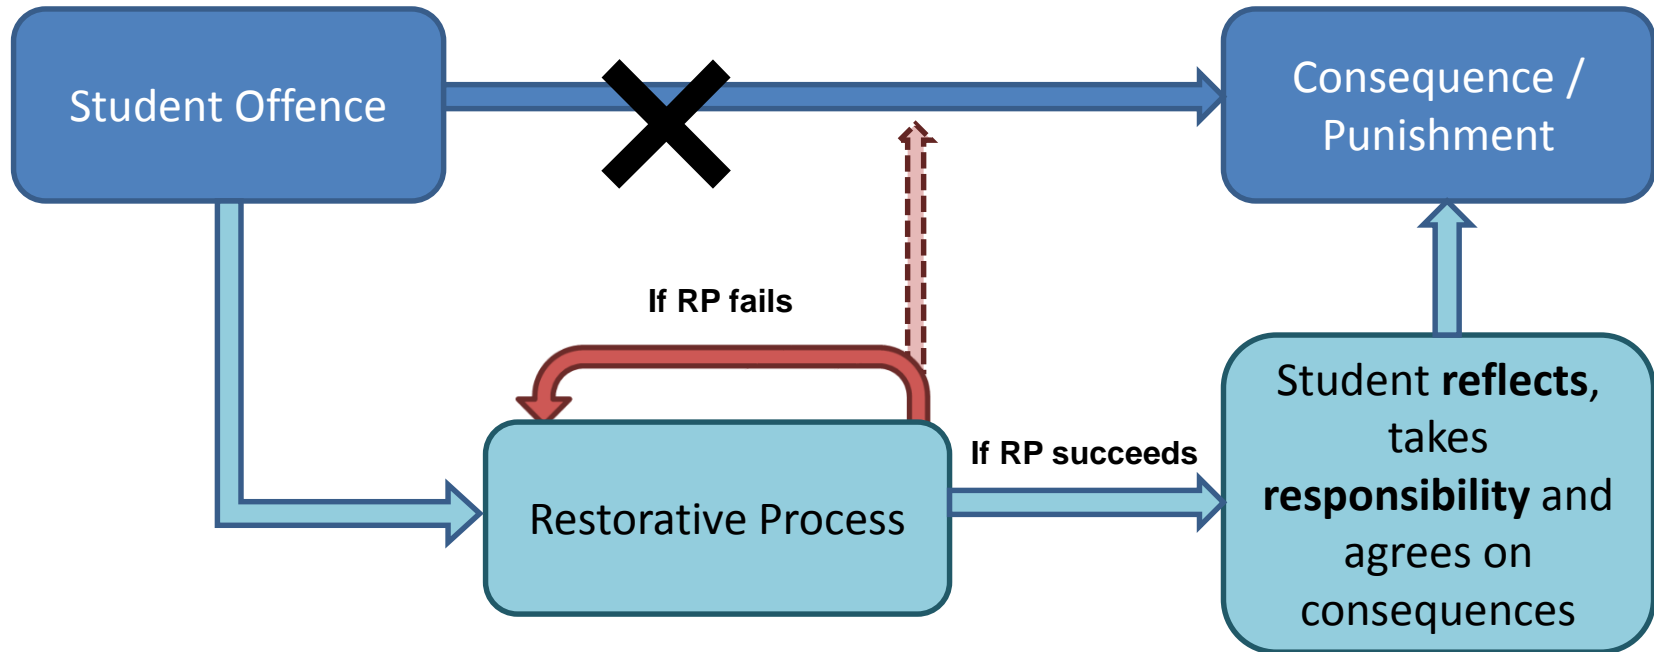 Student Offence
Consequence /
Punishment
If RP fails
If RP succeeds
Restorative Process
Student reflects,
takes
responsibility and
agrees on
consequences